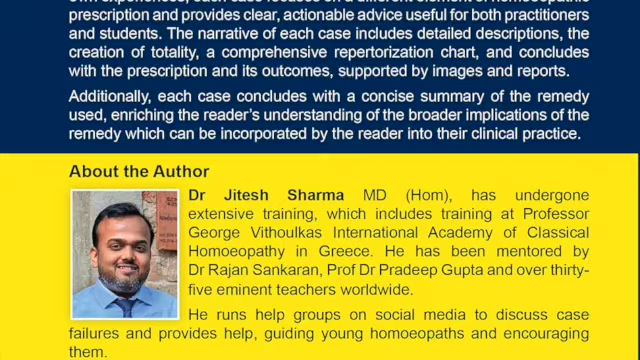 prescription and provides clear, actionable advice useful for both practitioners
and students. The narrative of each case includes detailed descriptions, the
creation of totality, a comprehensive repertorization chart, and concludes
with the prescription and its outcomes, supported by images and reports.
Additionally, each case concludes with a concise summary of the remedy
used, enriching the reader's understanding of the broader implications of the
remedy which can be incorporated by the reader into their clinical practice.
About the Author
Dr Jitesh Sharma MD (Hom), has undergone
extensive training, which includes training at Professor
George Vithoulkas International Academy of Classical
Homoeopathy in Greece. He has been mentored by
Dr Rajan Sankaran, Prof Dr Pradeep Gupta and over thirty-
five eminent teachers worldwide.
He runs help groups on social media to discuss case
failures and provides help, guiding young homoeopaths and encouraging
them.